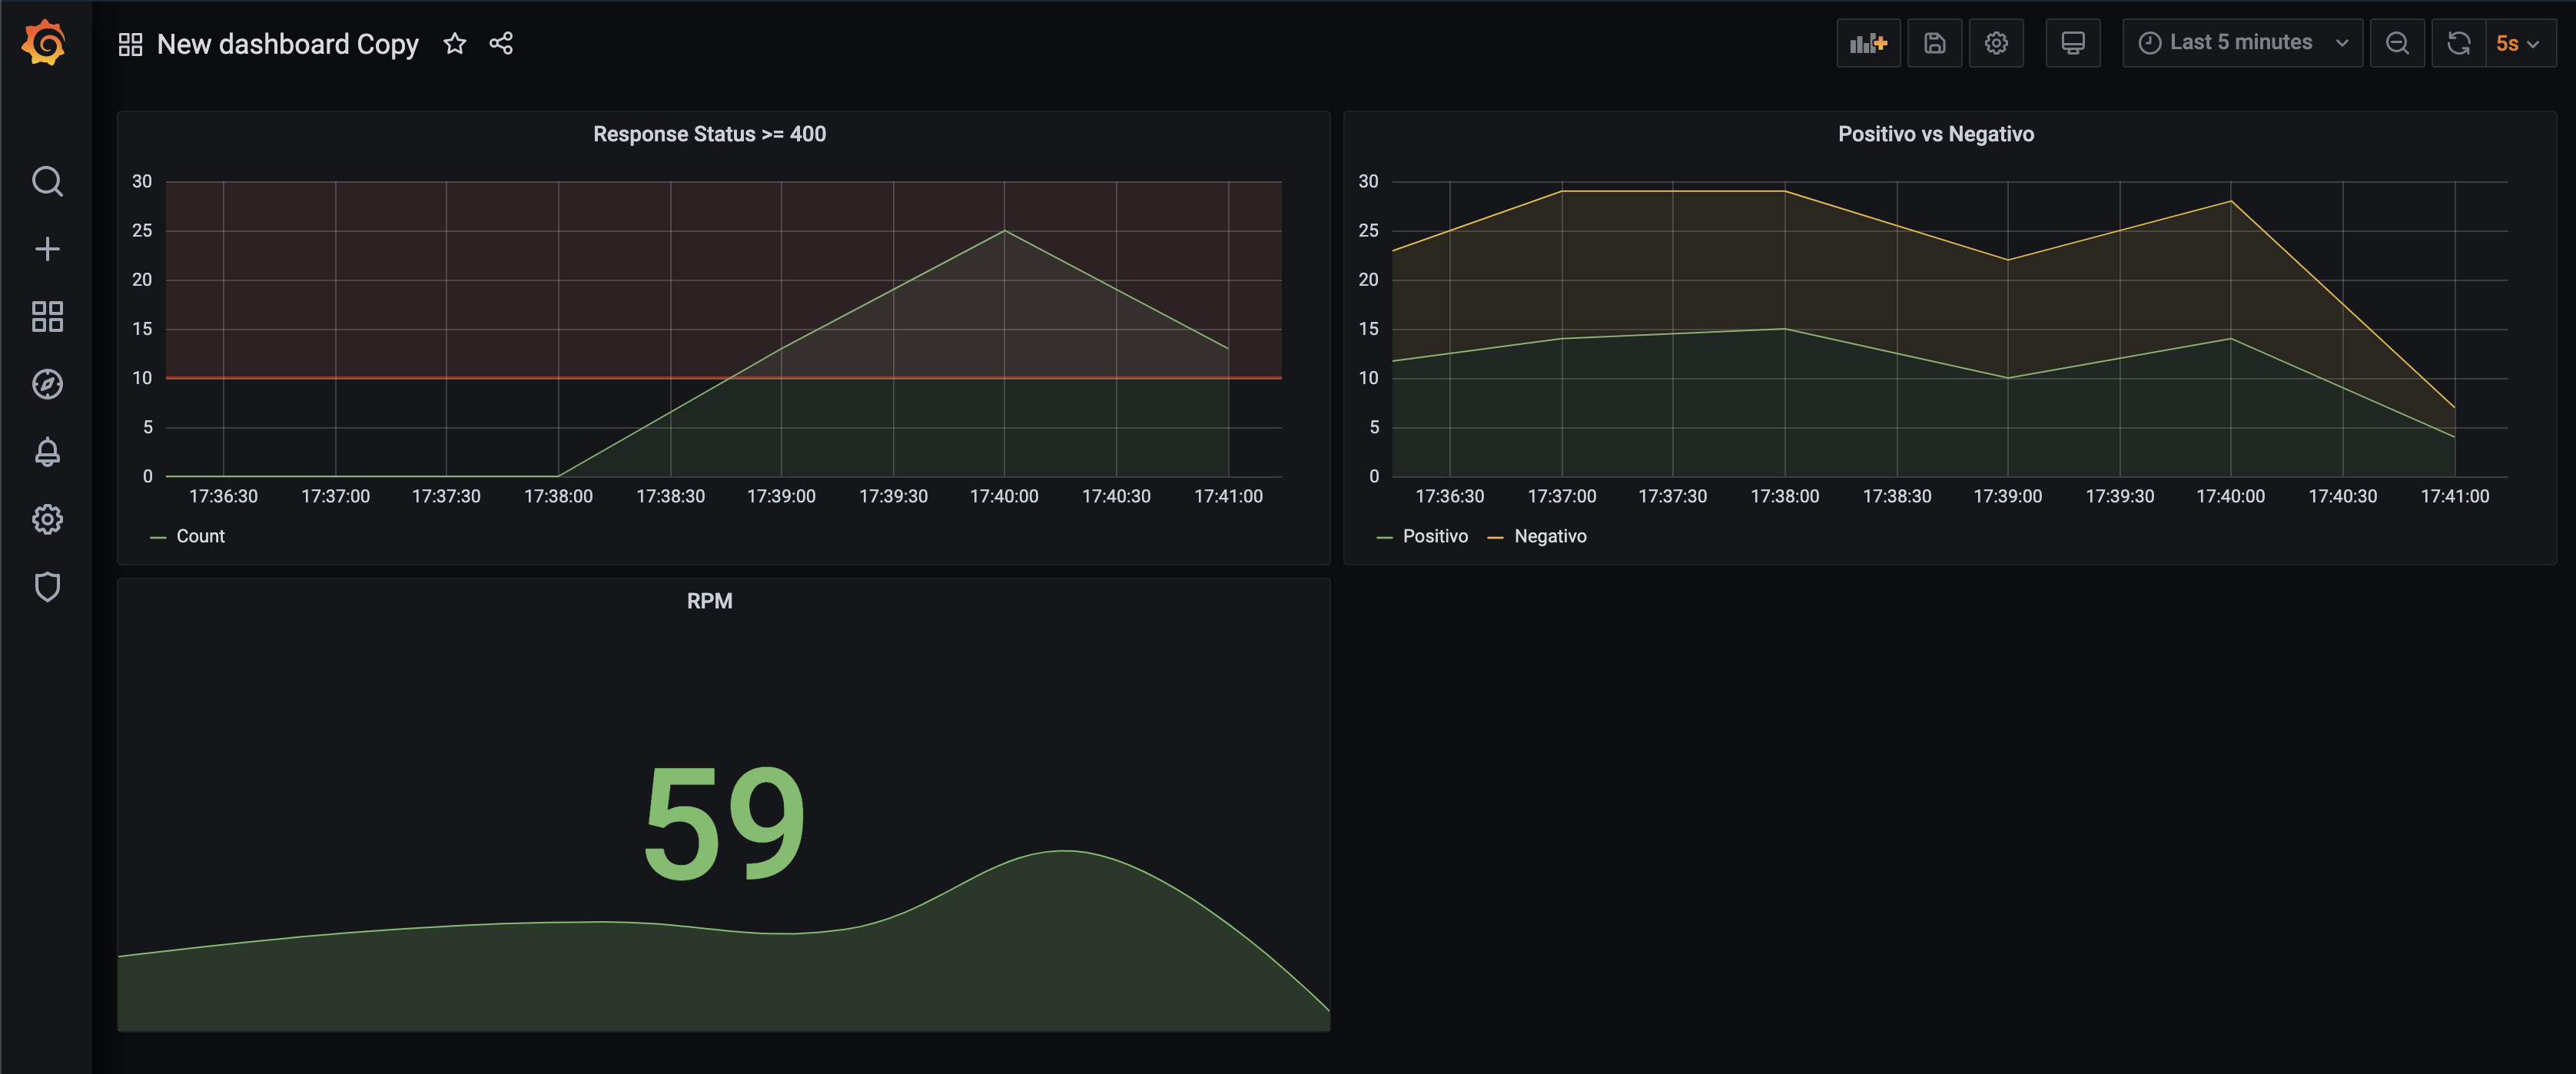 New dashboard Copy
Last 5 minutes
5s
Response Status >= 400
30
25
20
15
10
5
0
17:36:30 17:37:00 17:37:30 17:38:00 17:38:30 17:39:00 17:39:30 17:40:00 17:40:30 17:41:00
Count
Positivo vs Negativo
30
25
20
15
10
5
0
17:36:30 17:37:00 17:37:30 17:38:00 17:38:30 17:39:00 17:39:30 17:40:00 17:40:30 17:41:00
Positivo Negativo
RPM
59